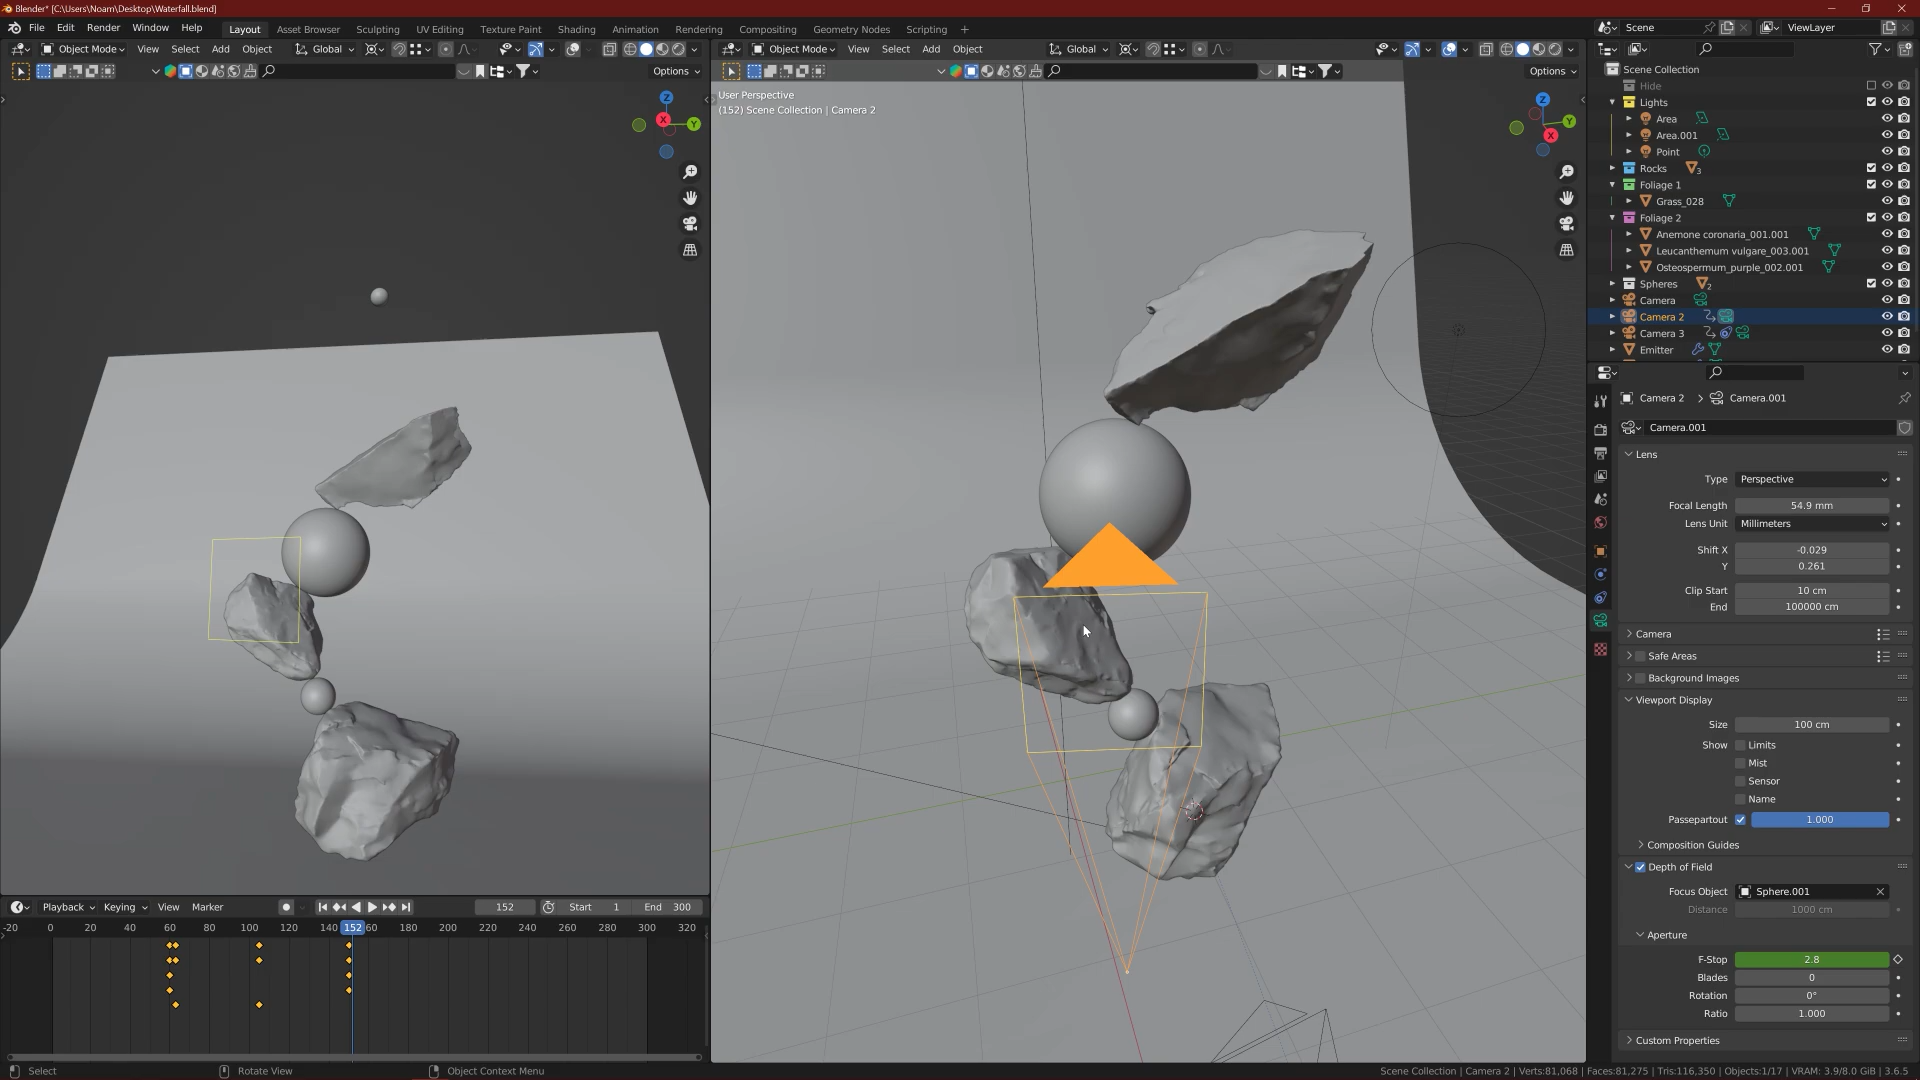 Blender* [C:\Users\Noam\Desktop\Waterfall.blend]
File Edit Render Window Help Layout Asset Browser Sculpting UV Editing Texture Paint Shading Animation Rendering Compositing Geometry Nodes Scripting + Scene ViewLayer
Object Mode View Select Add Object Global
Object Mode View Select Add Object Global
Options
Options
User Perspective
(152) Scene Collection | Camera 2
Z
X
Y
Z
Y
X
Scene Collection
Hide
Lights
Area
Area.001
Point
Rocks 3
Foliage 1
Grass_028
Foliage 2
Anemone coronaria_001.001
Leucanthemum vulgare_003.001
Osteospermum_purple_002.001
Spheres 2
Camera
Camera 2
Camera 3
Emitter
Camera 2 > Camera.001
Camera.001
Lens
Type Perspective
Focal Length 54.9 mm
Lens Unit Millimeters
Shift X -0.029
Y 0.261
Clip Start 10 cm
End 100000 cm
Camera
Safe Areas
Background Images
Viewport Display
Size 100 cm
Show Limits
Mist
Sensor
Name
Passepartout 1.000
Composition Guides
Depth of Field
Focus Object Sphere.001
Distance 1000 cm
Aperture
F-Stop 2.8
Blades 0
Rotation 0°
Ratio 1.000
Custom Properties
Playback Keying View Marker 152 Start 1 End 300
-20 0 20 40 60 80 100 120 140 152 60 180 200 220 240 260 280 300 320
Select Rotate View Object Context Menu
Scene Collection | Camera 2 | Verts:81,068 | Faces:81,275 | Tris:116,350 | Objects:1/17 | VRAM: 3.9/8.0 GiB | 3.6.5